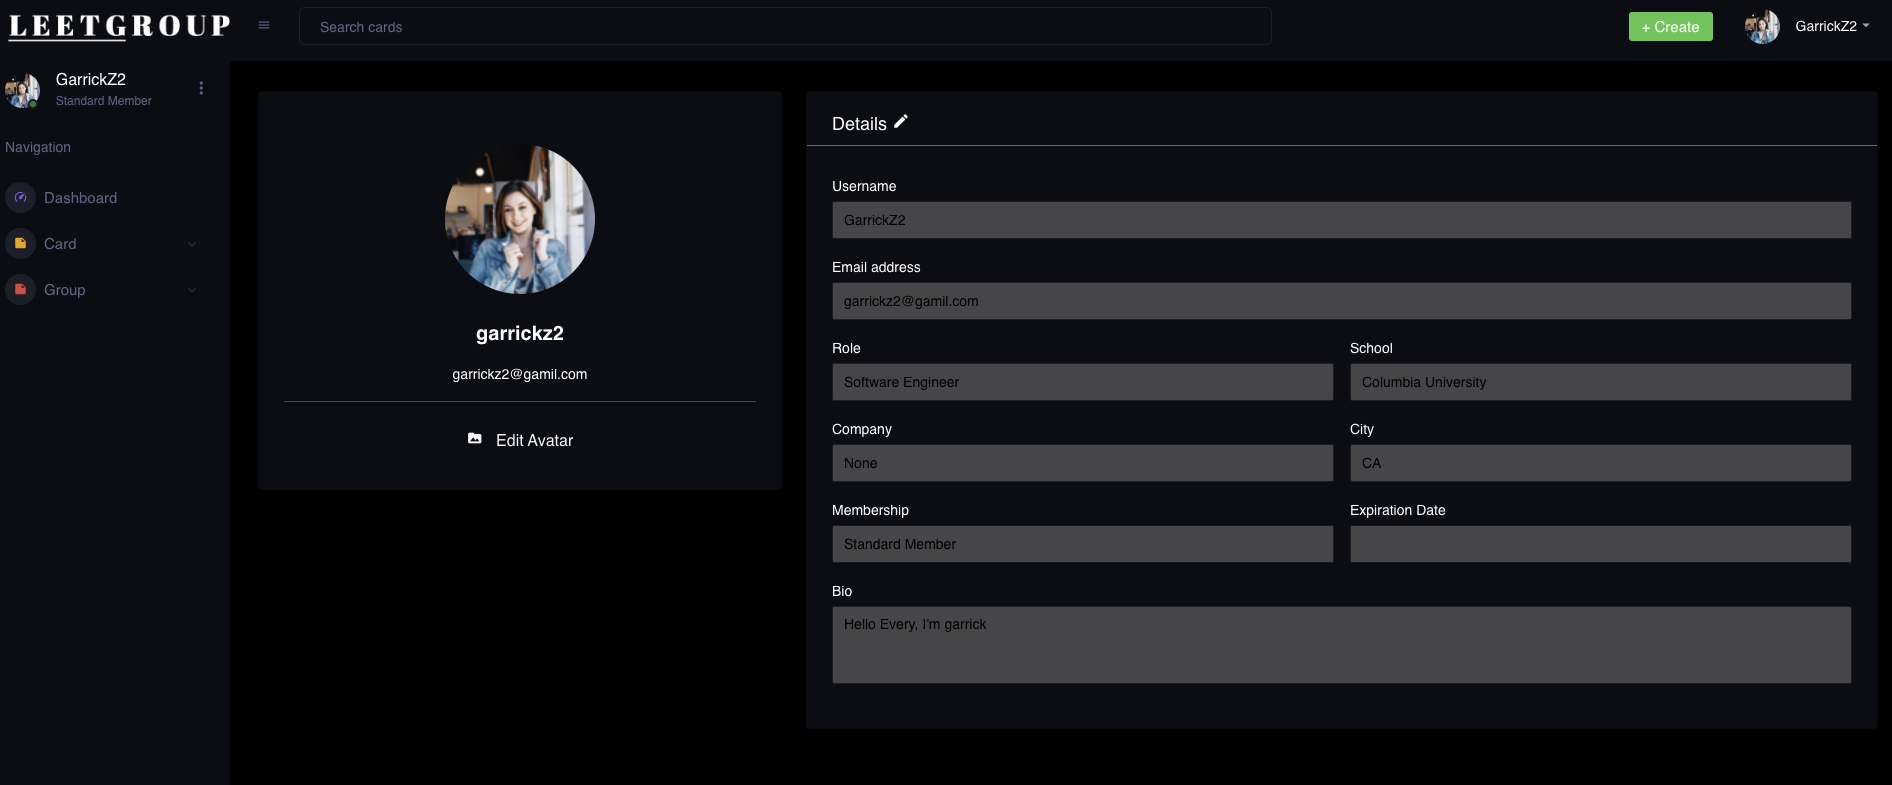 LEETGROUP
Search cards
+ Create
GarrickZ2
GarrickZ2
Standard Member
Navigation
Dashboard
Card
Group
garrickz2
garrickz2@gamil.com
Edit Avatar
Details
Username
GarrickZ2
Email address
garrickz2@gamil.com
Role
School
Software Engineer
Columbia University
Company
City
None
CA
Membership
Expiration Date
Standard Member
Bio
Hello Every, I'm garrick